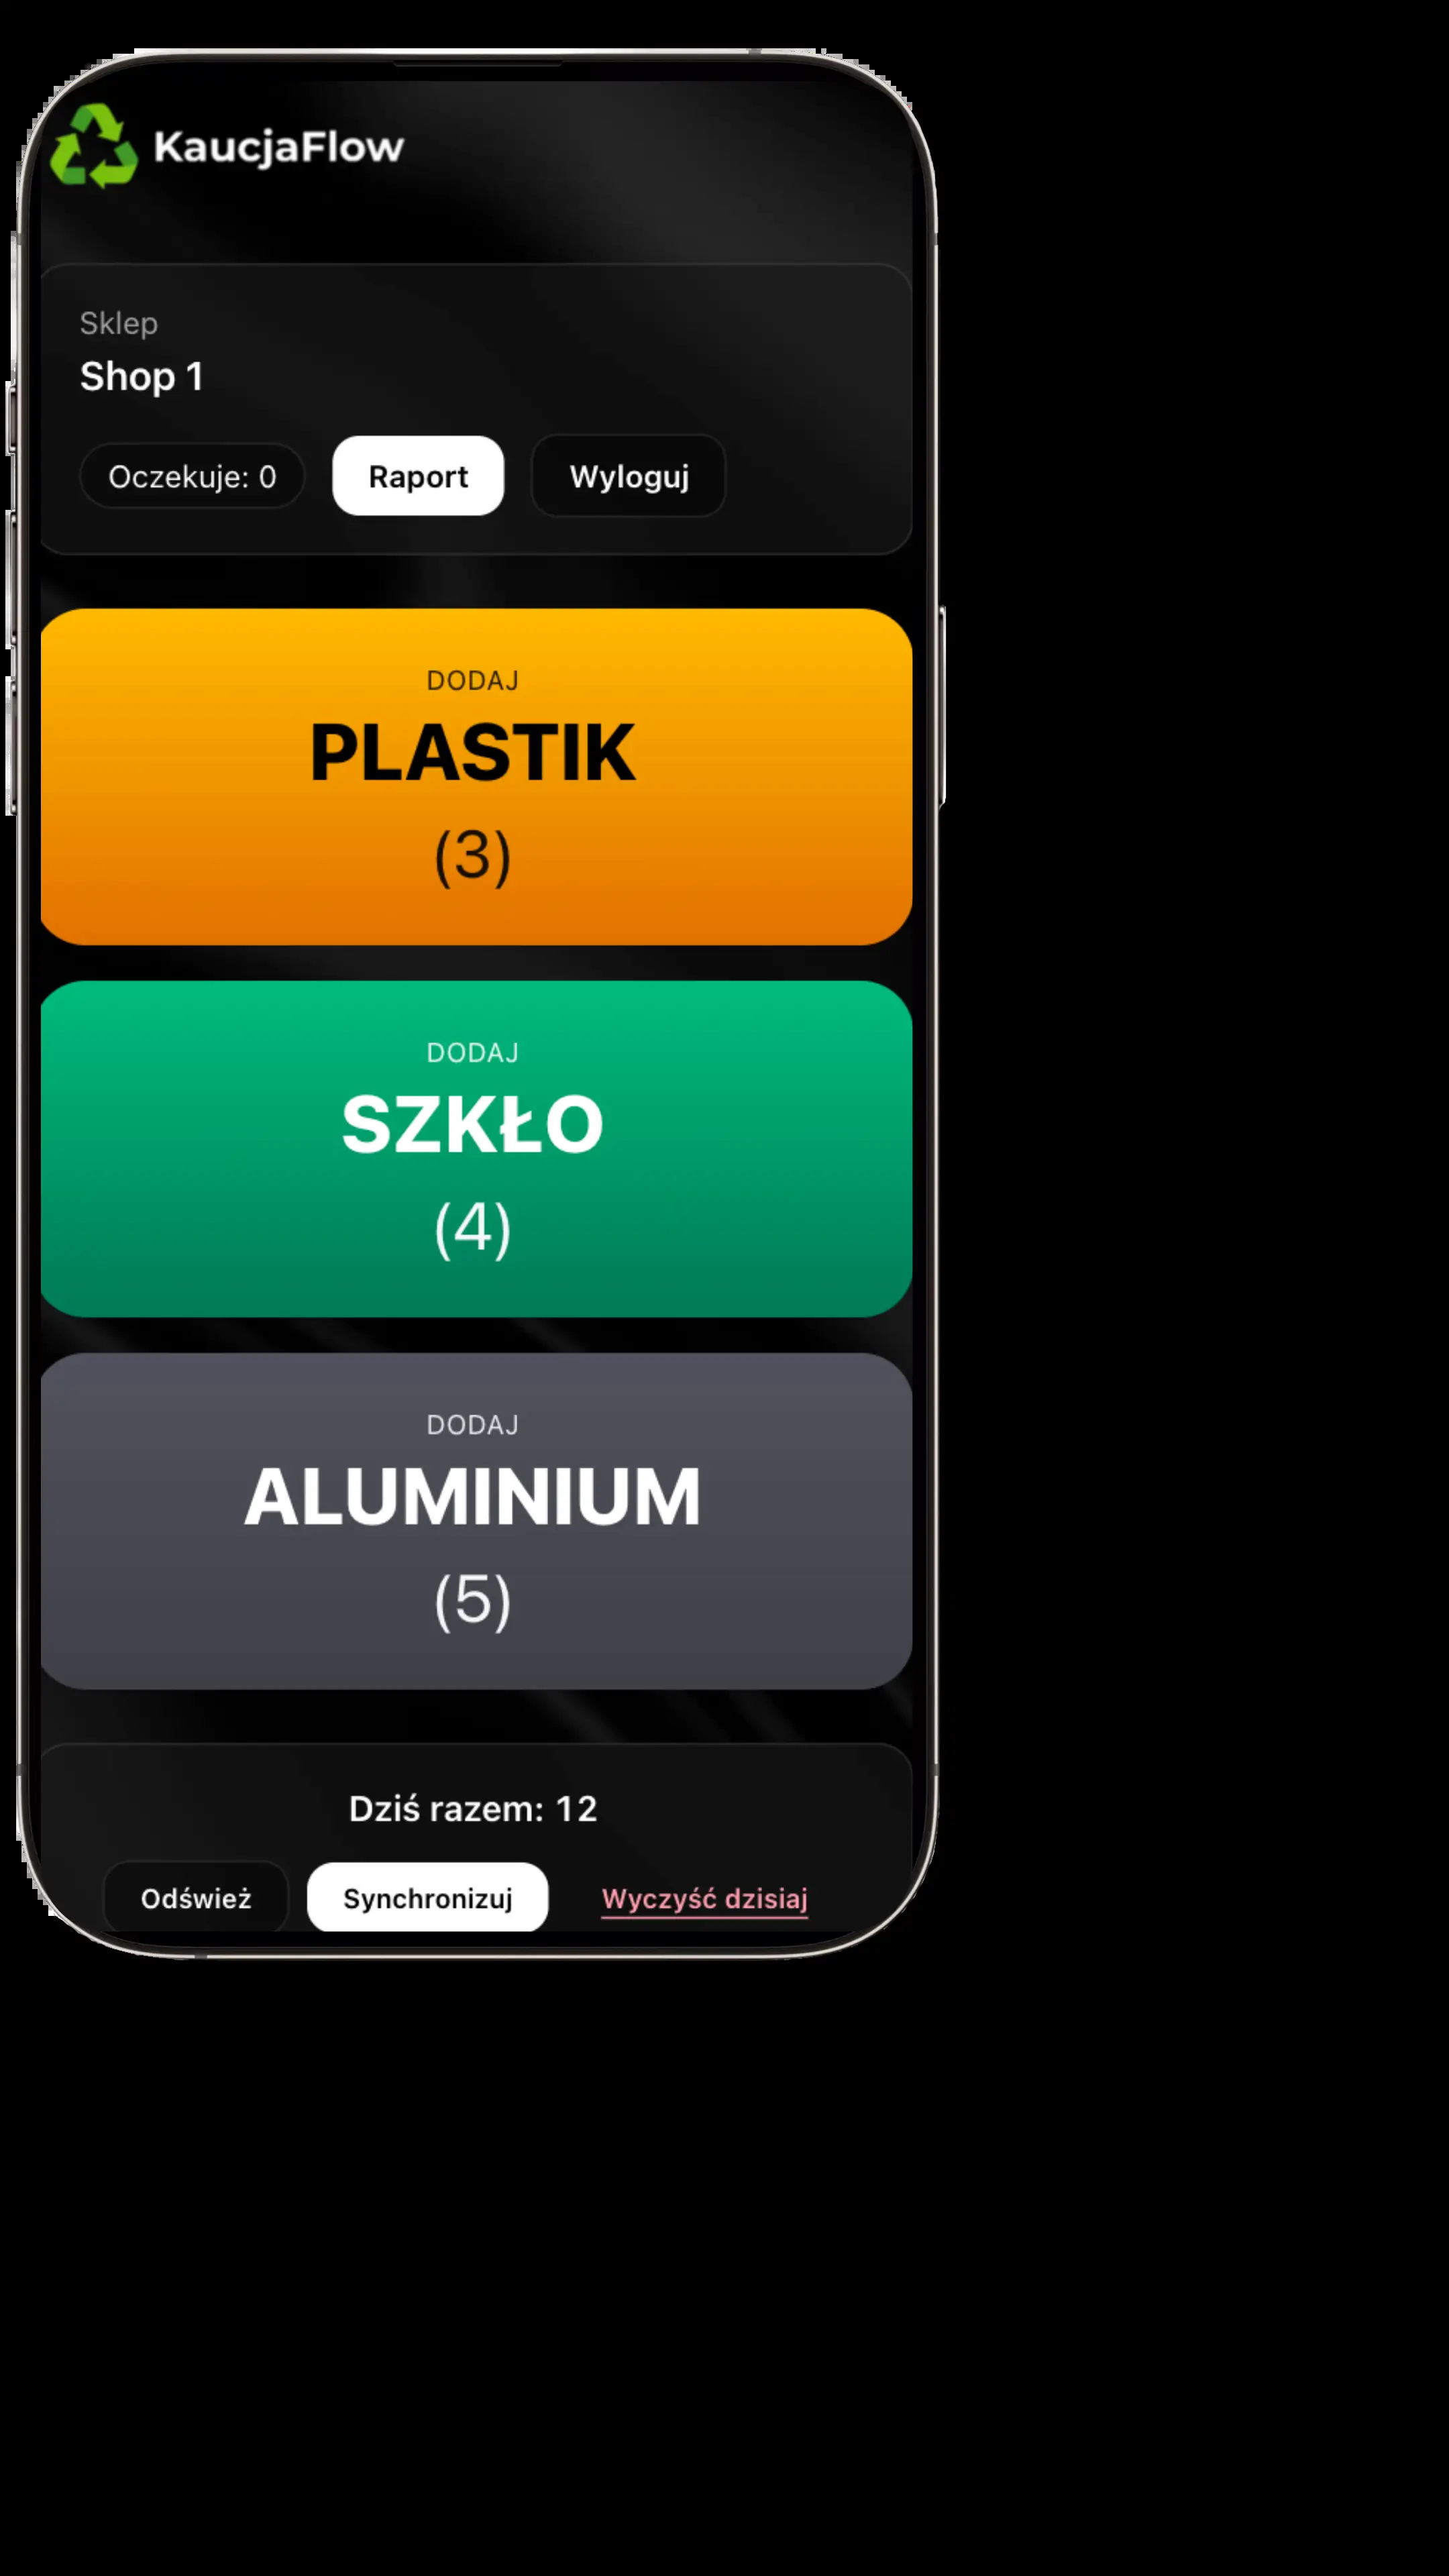 KaucjaFlow
Sklep
Shop 1
Oczekuje: 0
Raport
Wyloguj
DODAJ
PLASTIK
(3)
DODAJ
SZKŁO
(4)
DODAJ
ALUMINIUM
(5)
Dziś razem: 12
Odśwież
Synchronizuj
Wyczyść dzisiaj